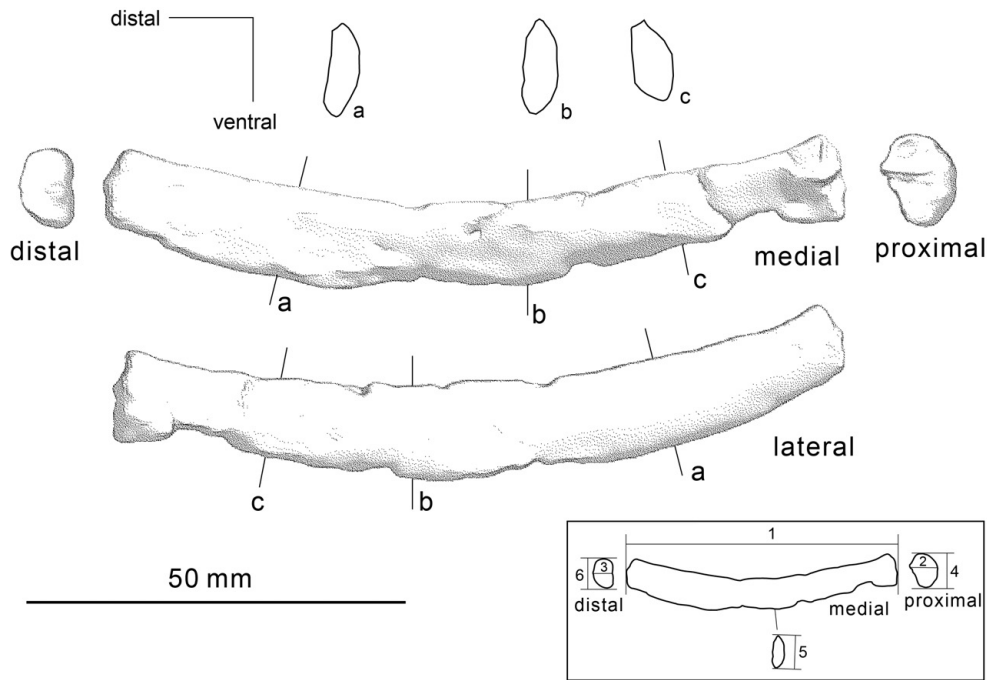 distal
ventral
a
b
c
distal
medial
proximal
a
b
c
lateral
c
b
a
50 mm
1
6
3
2
4
distal
medial
proximal
5